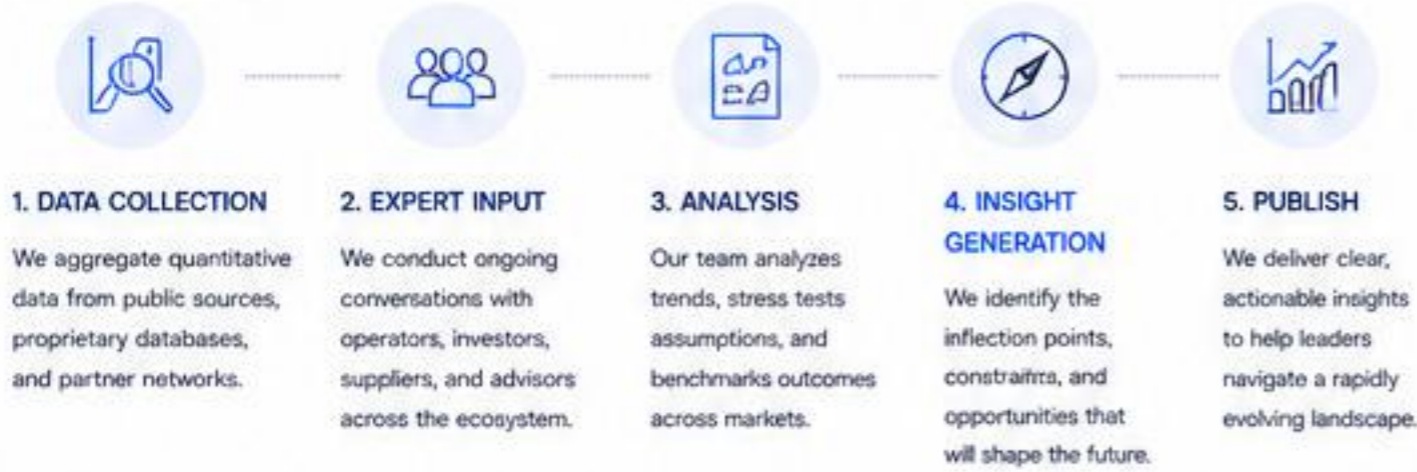 1. DATA COLLECTION
We aggregate quantitative
data from public sources,
proprietary databases,
and partner networks.
2. EXPERT INPUT
We conduct ongoing
conversations with
operators, investors,
suppliers, and advisors
across the ecosystem.
3. ANALYSIS
Our team analyzes
trends, stress tests
assumptions, and
benchmarks outcomes
across markets.
4. INSIGHT
GENERATION
We identify the
inflection points,
and
opportunities that
will shape the future.
5. PUBLISH
We deliver clear,
actionable insights
to help leaders
navigate a rapidly
evolving landscape.